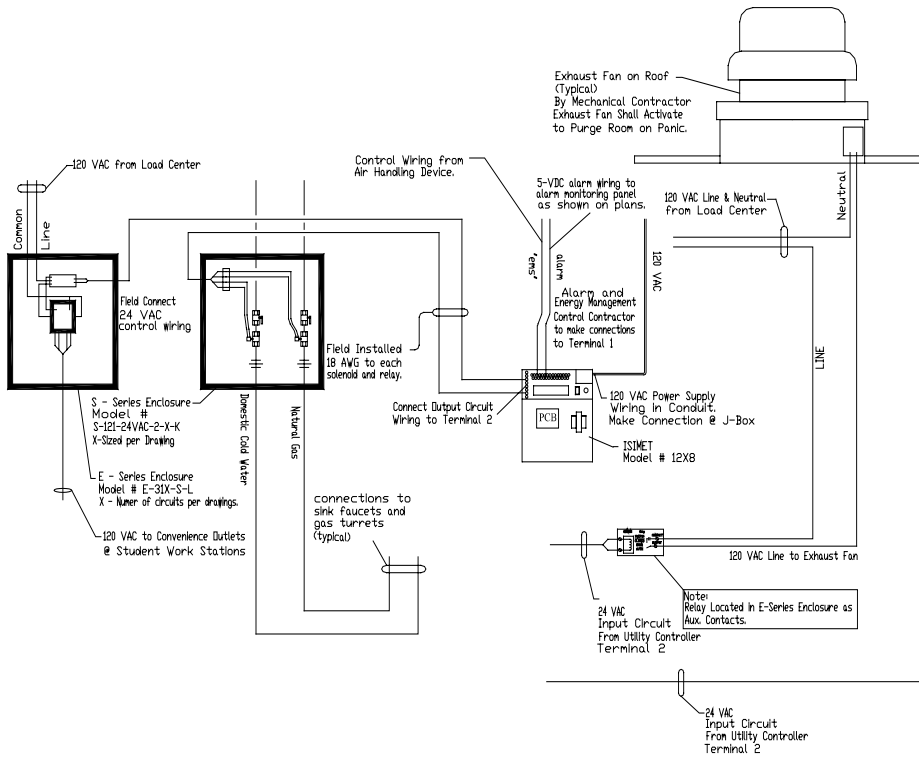 Exhaust Fan on Roof
(Typical)
By Mechanical Contractor
Exhaust Fan Shall Activate
to Purge Room on Panic.
120 VAC from Load Center
Control Wiring from
Air Handling Device.
5-VDC alarm wiring to
alarm monitoring panel
as shown on plans.
120 VAC Line & Neutral
from Load Center
Neutral
Common
Line
"ems"
alarm
120 VAC
Alarm and
Energy Management
Control Contractor
to make connections
to Terminal 1
Field Connect
24 VAC
control wiring
Field Installed
18 AWG to each
solenoid and relay.
LINE
S - Series Enclosure
Model #
S-121-24VAC-2-X-K
X-Sized per Drawing
Domestic Cold Water
Natural Gas
Connect Output Circuit
Wiring to Terminal 2
120 VAC Power Supply
Wiring in Conduit.
Make Connection @ J-Box
PCB
ISIMET
Model # 12X8
E - Series Enclosure
Model # E-31X-S-L
X - Numer of circuits per drawings.
connections to
sink faucets and
gas turrets
(typical)
120 VAC to Convenience Outlets
@ Student Work Stations
120 VAC Line to Exhaust Fan
Note:
Relay Located in E-Series Enclosure as
Aux. Contacts.
24 VAC
Input Circuit
From Utility Controller
Terminal 2
24 VAC
Input Circuit
From Utility Controller
Terminal 2